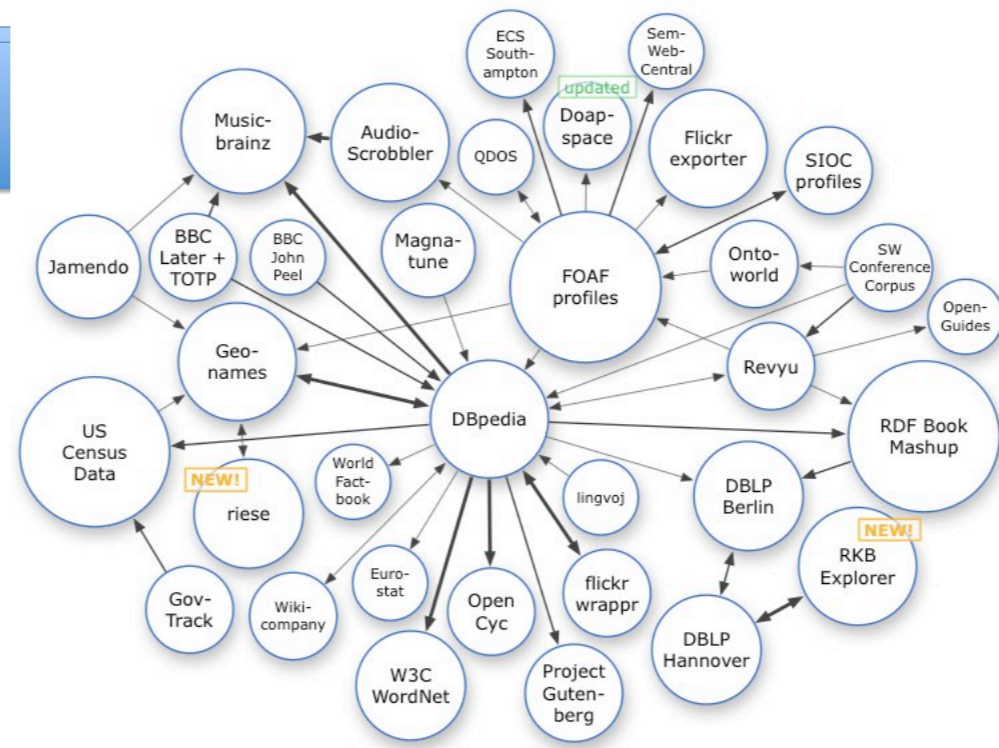 ECS
South-
ampton
Sem-
Web-
Central
updated
Doap-
space
Music-
brainz
Audio-
Scrobbler
QDOS
Flickr
exporter
SIOC
profiles
Jamendo
BBC
Later +
TOTP
BBC
John
Peel
Magna-
tune
FOAF
profiles
Onto-
world
SW
Conference
Corpus
Open-
Guides
Geo-
names
Revyu
DBpedia
US
Census
Data
RDF Book
Mashup
World
Fact-
book
lingvoj
DBLP
Berlin
NEW!
riese
NEW!
RKB
Explorer
Gov-
Track
Wiki-
company
Euro-
stat
Open
Cyc
flickr
wrappr
DBLP
Hannover
W3C
WordNet
Project
Guten-
berg